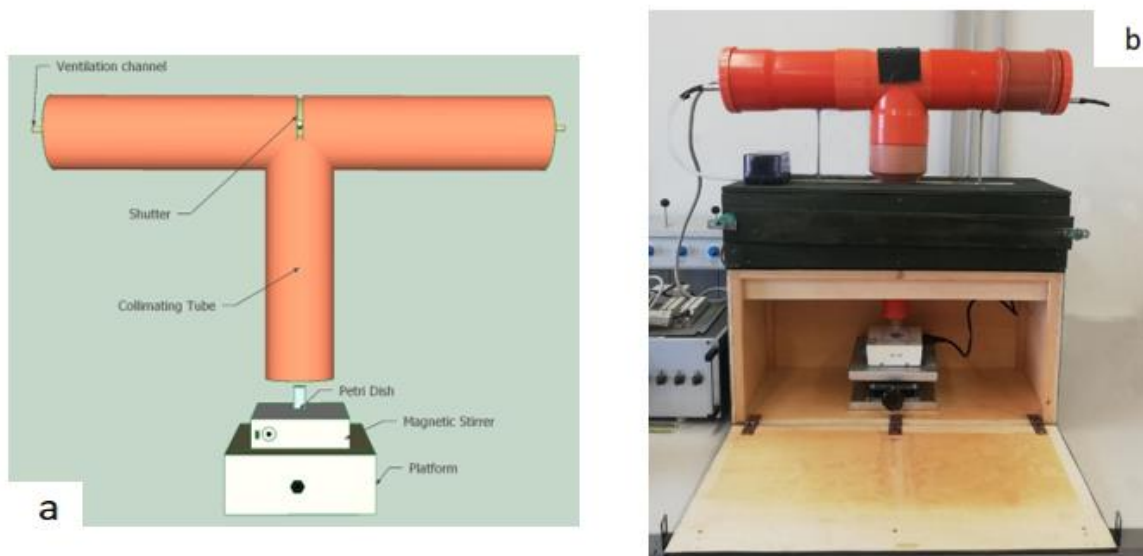 Ventilation channel
Shutter
Collimating Tube
Petri Dish
Magnetic Stirrer
Platform
a
b